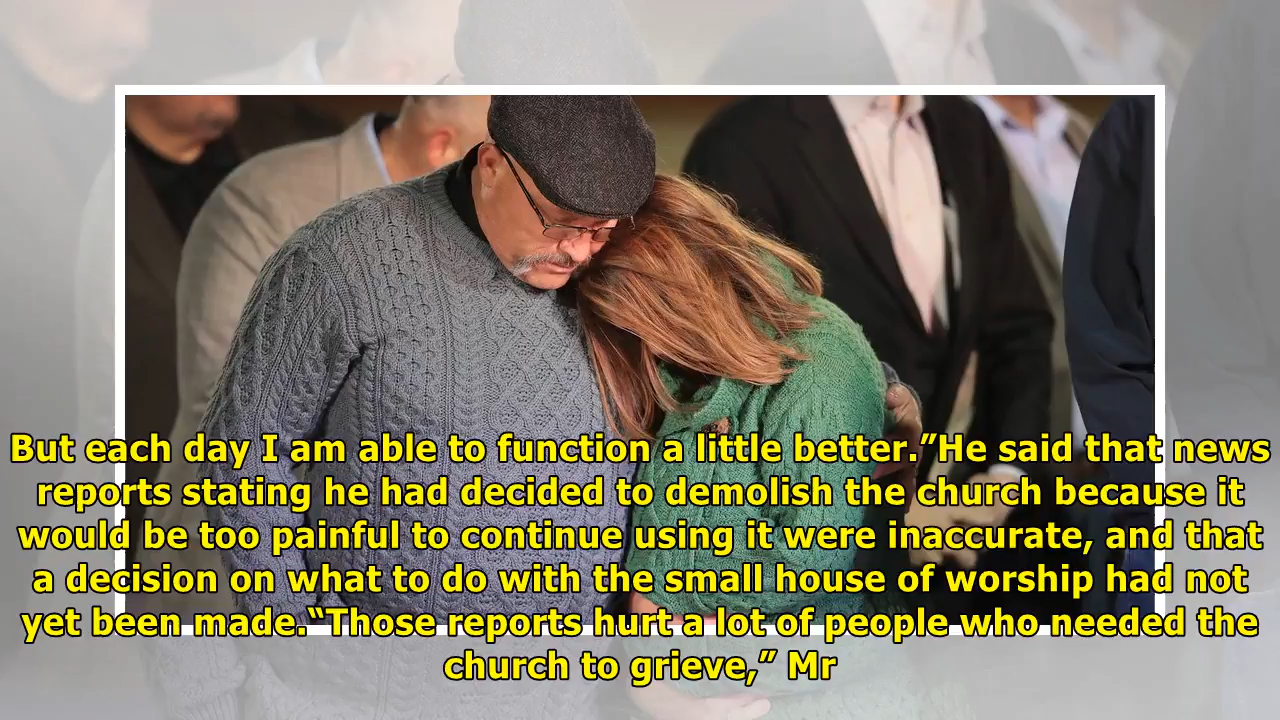 But each day I am able to function a little better.”He said that news
reports stating he had decided to demolish the church because it
would be too painful to continue using it were inaccurate, and that
a decision on what to do with the small house of worship had not
yet been made.“Those reports hurt a lot of people who needed the
church to grieve,” Mr